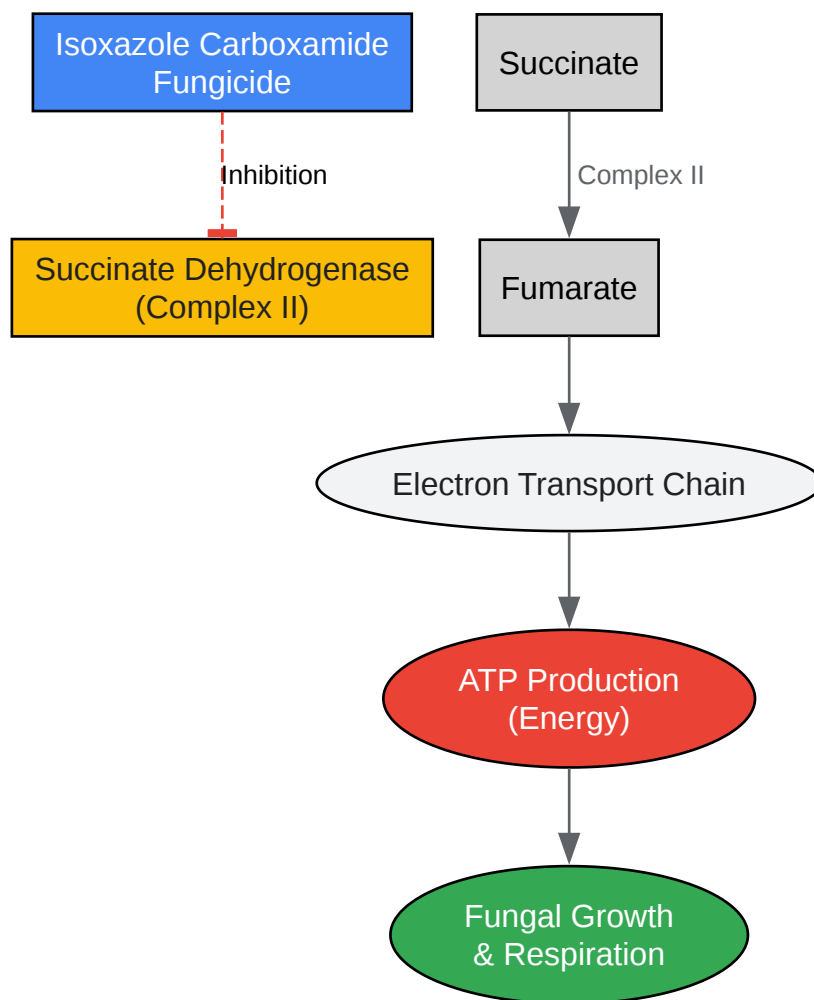 Isoxazole Carboxamide
Fungicide
Succinate
Inhibition
Complex II
Succinate Dehydrogenase
(Complex II)
Fumarate
Electron Transport Chain
ATP Production
(Energy)
Fungal Growth
& Respiration